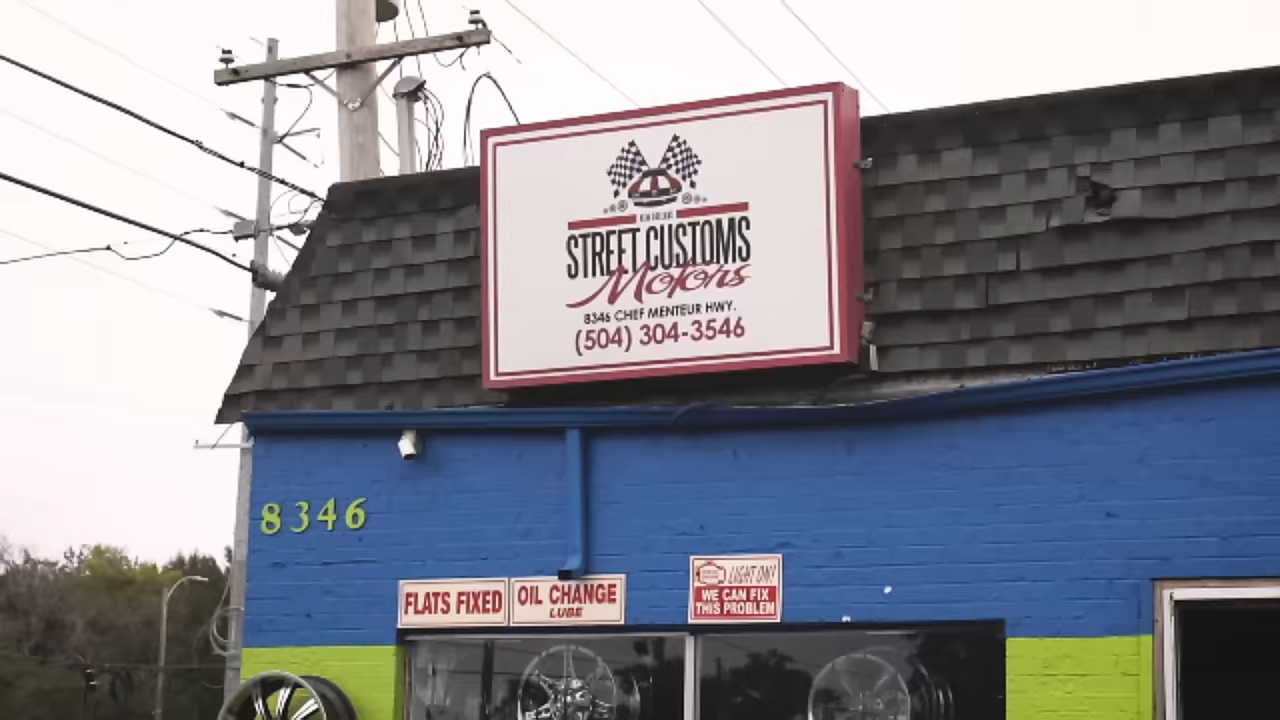 STREET CUSTOMS
Motors
8346 CHEF MENTEUR HWY.
(504) 304-3546
8346
FLATS FIXED
OIL CHANGE
LUBE
LIGHT ON!
WE CAN FIX
THIS PROBLEM